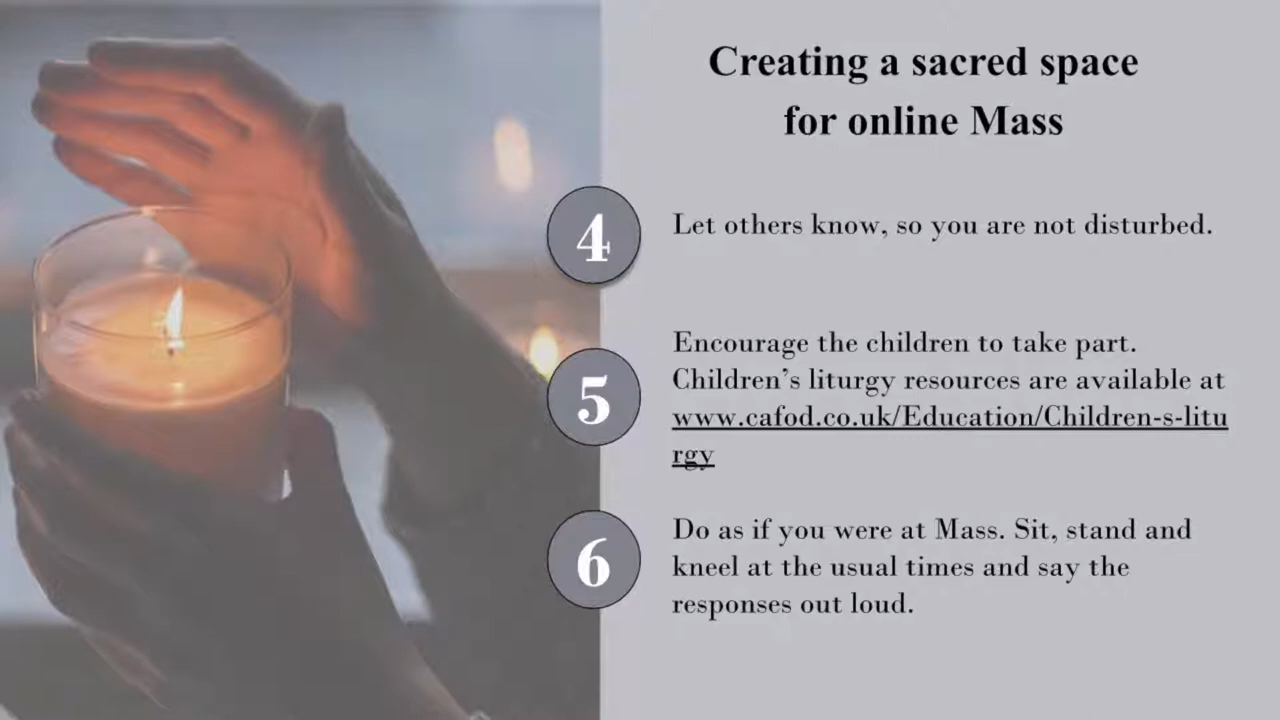 Creating a sacred space
for online Mass
4
Let others know, so you are not disturbed.
5
Encourage the children to take part.
Children’s liturgy resources are available at
www.cafod.co.uk/Education/Children-s-litu
rgy
6
Do as if you were at Mass. Sit, stand and
kneel at the usual times and say the
responses out loud.